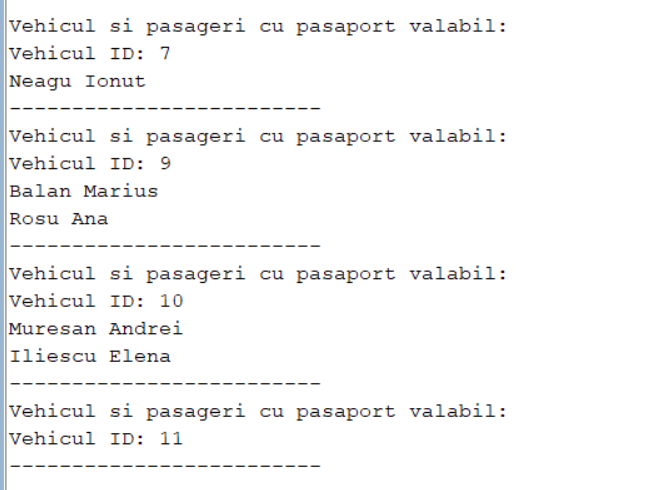 Vehicul si pasageri cu pasaport valabil:
Vehicul ID: 7
Neagu Ionut
-------------------------
Vehicul si pasageri cu pasaport valabil:
Vehicul ID: 9
Balan Marius
Rosu Ana
-------------------------
Vehicul si pasageri cu pasaport valabil:
Vehicul ID: 10
Muresan Andrei
Iliescu Elena
-------------------------
Vehicul si pasageri cu pasaport valabil:
Vehicul ID: 11
-------------------------